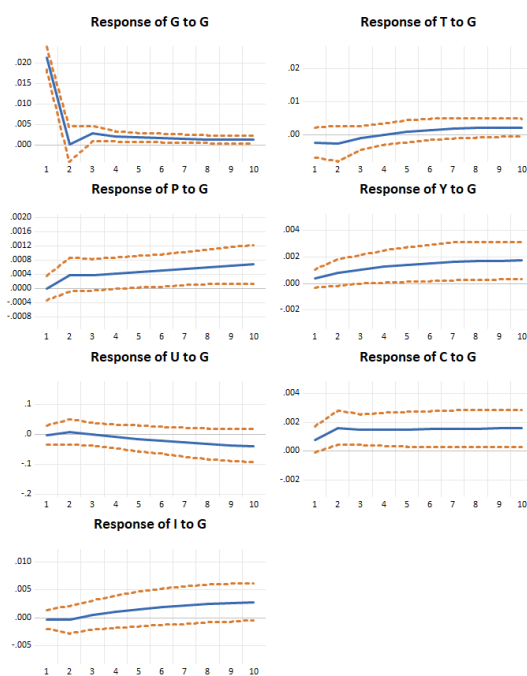 Response of G to G
.020
.015
.010
.005
.000
1 2 3 4 5 6 7 8 9 10
Response of T to G
.02
.01
.00
1 2 3 4 5 6 7 8 9 10
Response of P to G
.0020
.0016
.0012
.0008
.0004
.0000
-.0004
-.0008
1 2 3 4 5 6 7 8 9 10
Response of Y to G
.004
.002
.000
-.002
1 2 3 4 5 6 7 8 9 10
Response of U to G
.1
.0
-.1
-.2
1 2 3 4 5 6 7 8 9 10
Response of C to G
.004
.002
.000
-.002
1 2 3 4 5 6 7 8 9 10
Response of I to G
.010
.005
.000
-.005
1 2 3 4 5 6 7 8 9 10